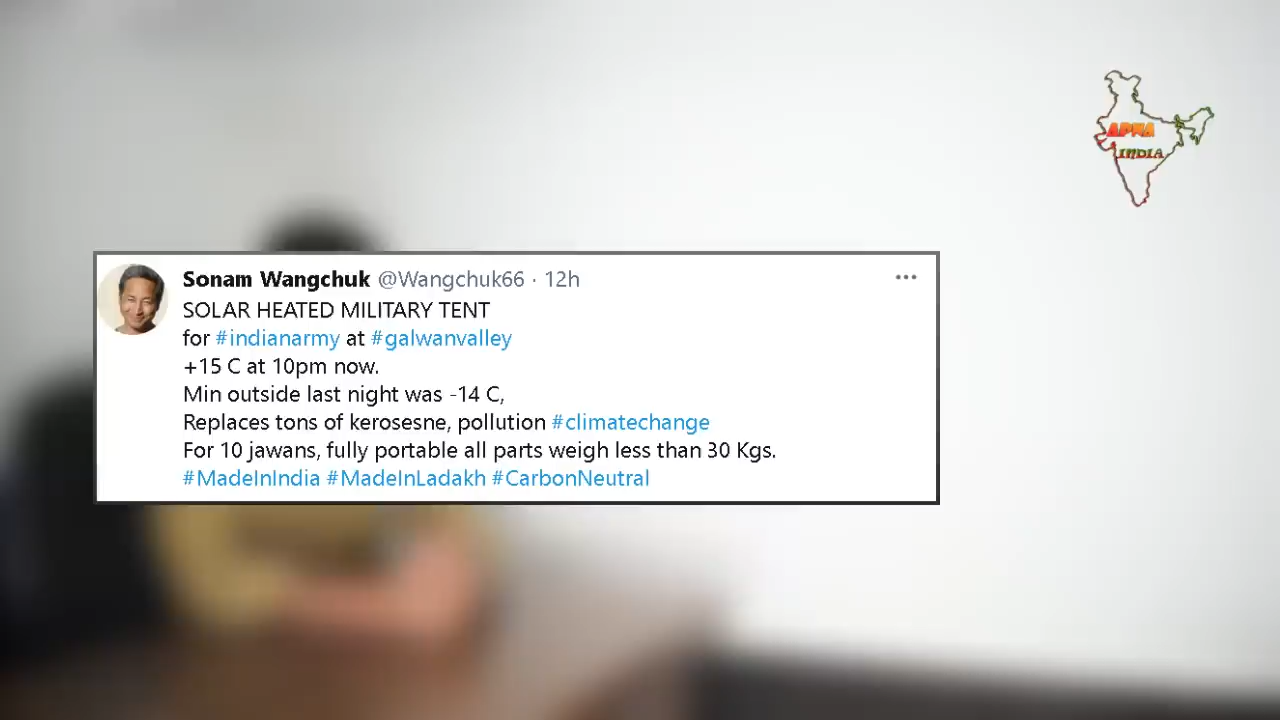 APNA
INDIA
Sonam Wangchuk @Wangchuk66 · 12h
SOLAR HEATED MILITARY TENT
for #indianarmy at #galwanvalley
+15 C at 10pm now.
Min outside last night was -14 C,
Replaces tons of kerosesne, pollution #climatechange
For 10 jawans, fully portable all parts weigh less than 30 Kgs.
#MadeInIndia #MadeInLadakh #CarbonNeutral